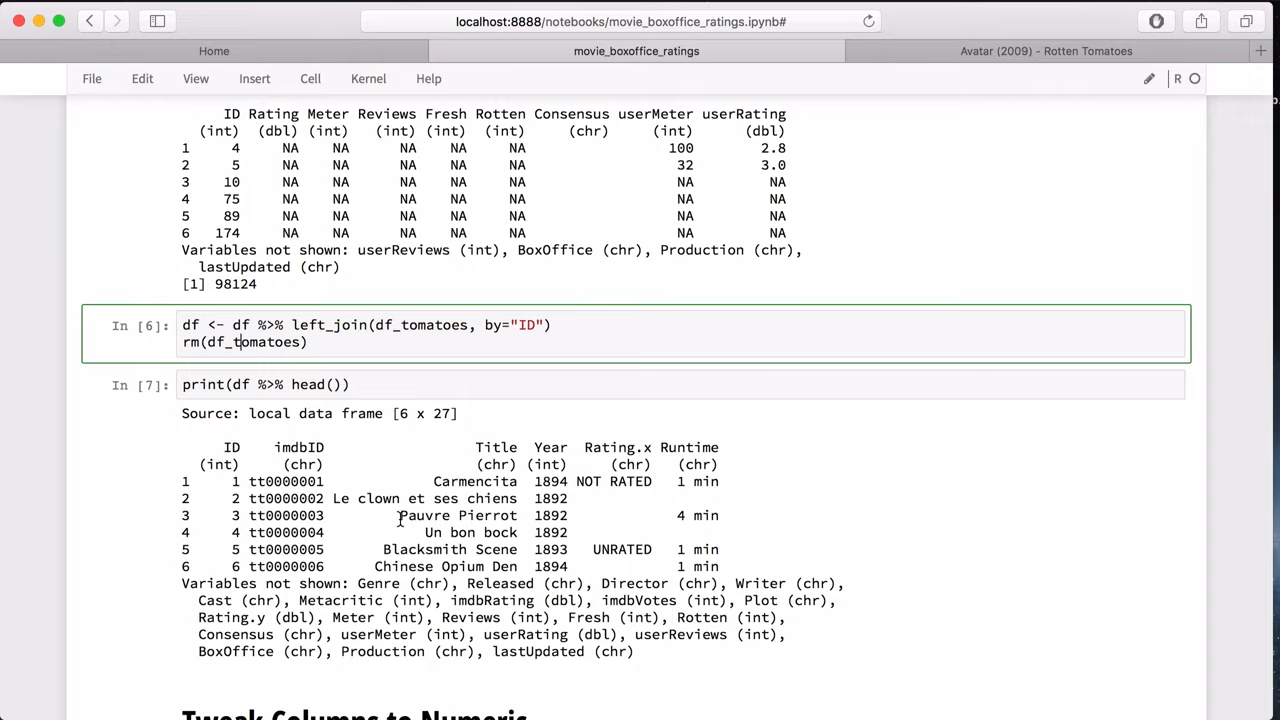 localhost:8888/notebooks/movie_boxoffice_ratings.ipynb#
Home movie_boxoffice_ratings Avatar (2009) - Rotten Tomatoes
File Edit View Insert Cell Kernel Help R
ID Rating Meter Reviews Fresh Rotten Consensus userMeter userRating
(int) (dbl) (int) (int) (int) (int) (chr) (int) (dbl)
1 4 NA NA NA NA NA 100 2.8
2 5 NA NA NA NA NA 32 3.0
3 10 NA NA NA NA NA NA NA
4 75 NA NA NA NA NA NA NA
5 89 NA NA NA NA NA NA NA
6 174 NA NA NA NA NA NA NA
Variables not shown: userReviews (int), BoxOffice (chr), Production (chr),
lastUpdated (chr)
[1] 98124
In [6]: df <- df %>% left_join(df_tomatoes, by="ID")
rm(df_tomatoes)
In [7]: print(df %>% head())
Source: local data frame [6 x 27]
ID imdbID Title Year Rating.x Runtime
(int) (chr) (chr) (int) (chr) (chr)
1 1 tt0000001 Carmencita 1894 NOT RATED 1 min
2 2 tt0000002 Le clown et ses chiens 1892
3 3 tt0000003 Pauvre Pierrot 1892 4 min
4 4 tt0000004 Un bon bock 1892
5 5 tt0000005 Blacksmith Scene 1893 UNRATED 1 min
6 6 tt0000006 Chinese Opium Den 1894 1 min
Variables not shown: Genre (chr), Released (chr), Director (chr), Writer (chr),
Cast (chr), Metacritic (int), imdbRating (dbl), imdbVotes (int), Plot (chr),
Rating.y (dbl), Meter (int), Reviews (int), Fresh (int), Rotten (int),
Consensus (chr), userMeter (int), userRating (dbl), userReviews (int),
BoxOffice (chr), Production (chr), lastUpdated (chr)
Tweak Columns to Numeric